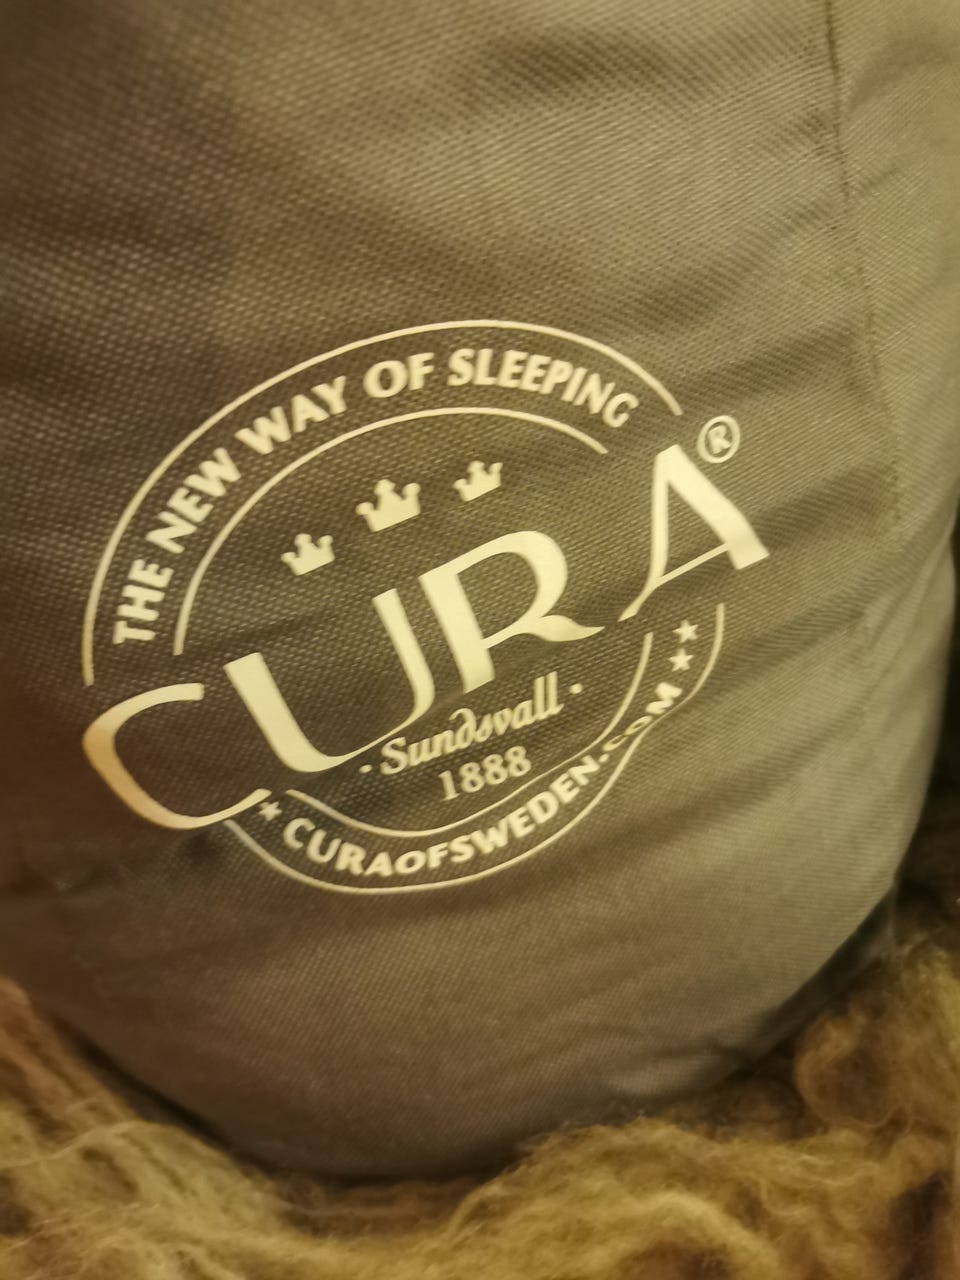 THE NEW WAY OF SLEEPING
CURA®
·Sundsvall·
1888
CURAOFSWEDEN.COM